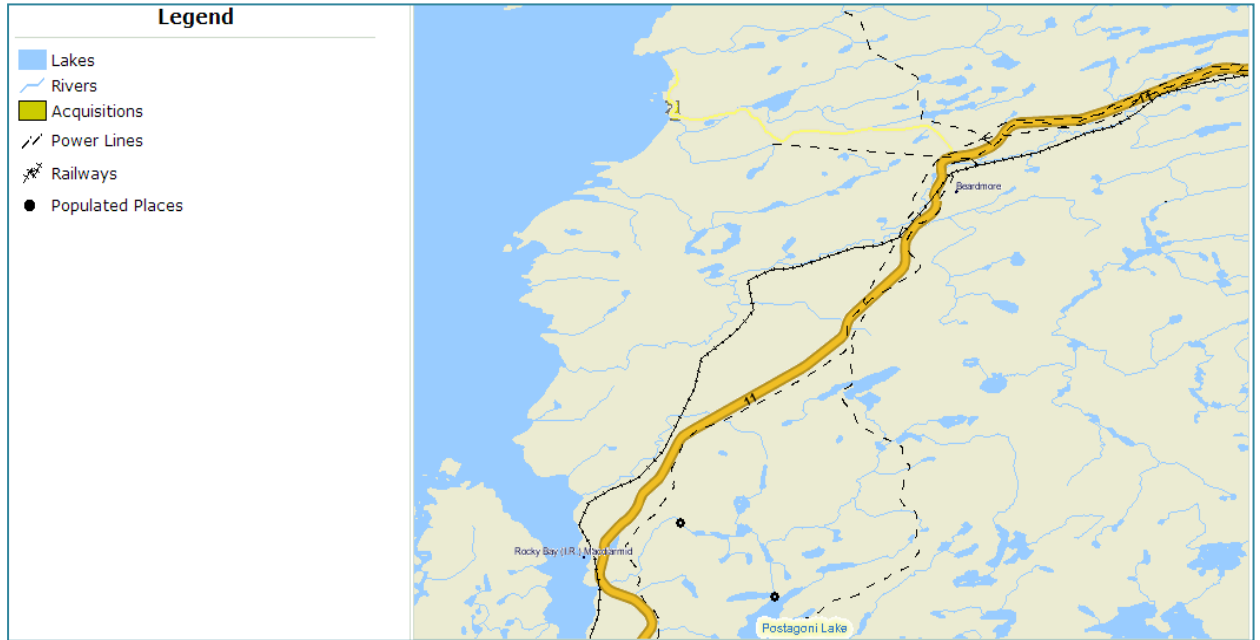 Legend
Lakes
Rivers
Acquisitions
Power Lines
Railways
Populated Places
11
Beardmore
11
Rocky Bay (I.R.) Macdiarmid
Postagoni Lake